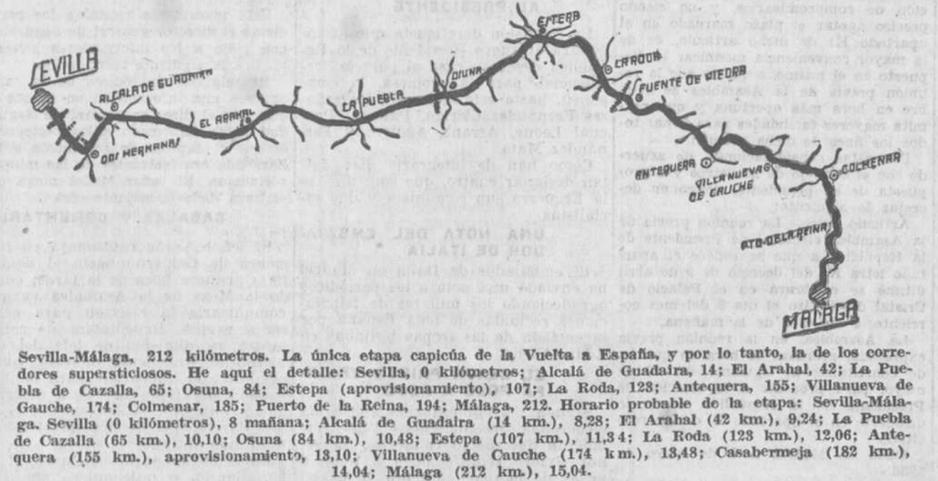 SEVILLA
ALCALA DE GUADAIRA
DOS HERMANAS
EL ARAHAL
LA PUEBLA
OSUNA
ESTEPA
LA RODA
FUENTE DE PIEDRA
ANTEQUERA
VILLANUEVA
DE CAUCHE
COLMENAR
PTO DE LA REINA
MÁLAGA
UNA NOTA DEL
DOR DE ITALIA
Sevilla-Málaga, 212 kilómetros. La única etapa capicúa de la Vuelta a España, y por lo tanto, la de los corre-
dores supersticiosos. He aquí el detalle: Sevilla, 0 kilómetros; Alcalá de Guadaira, 14; El Arahal, 42; La Pue-
bla de Cazalla, 65; Osuna, 84; Estepa (aprovisionamiento), 107; La Roda, 123; Antequera, 155; Villanueva de
Gauche, 174; Colmenar, 185; Puerto de la Reina, 194; Málaga, 212. Horario probable de la etapa: Sevilla-Mála-
ga. Sevilla (0 kilómetros), 8 mañana; Alcalá de Guadaira (14 km.), 8,28; El Arahal (42 km.), 9,24; La Puebla
de Cazalla (65 km.), 10,10; Osuna (84 km.), 10,48; Estepa (107 km.), 11,34; La Roda (123 km.), 12,06; Ante-
quera (155 km.), aprovisionamiento, 13,10; Villanueva de Cauche (174 km.), 13,48; Casabermeja (182 km.),
14,04; Málaga (212 km.), 15,04.